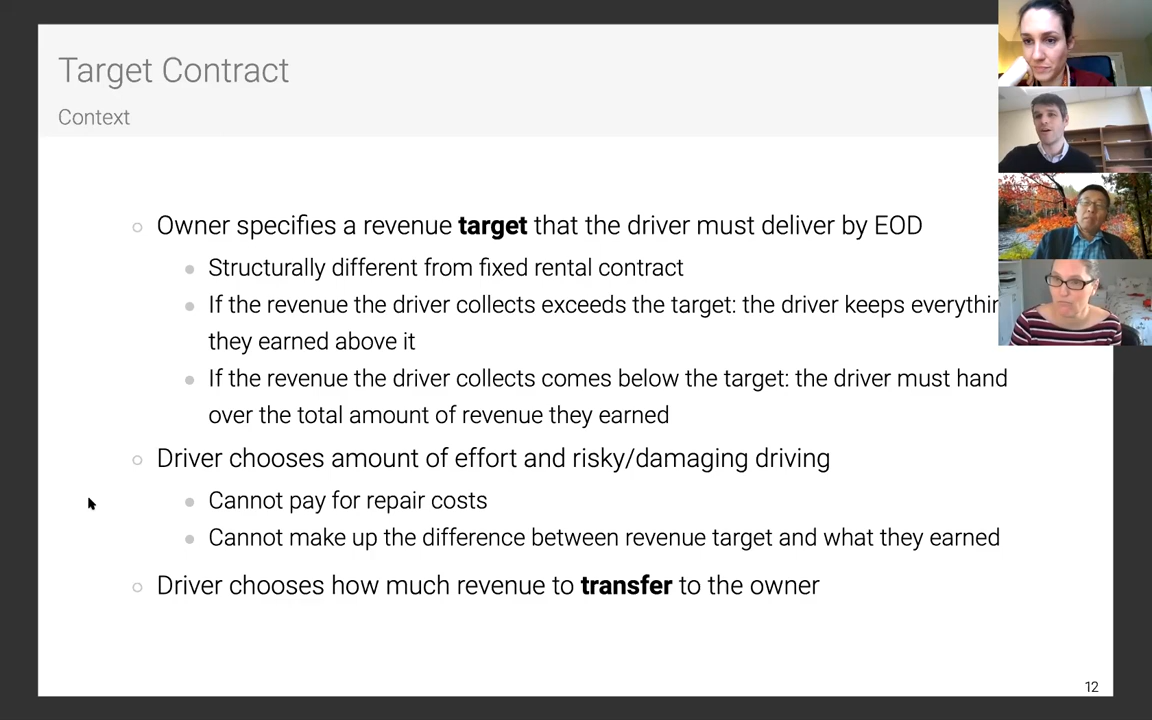 Target Contract
Context
Owner specifies a revenue target that the driver must deliver by EOD
Structurally different from fixed rental contract
If the revenue the driver collects exceeds the target: the driver keeps everythin
they earned above it
If the revenue the driver collects comes below the target: the driver must hand
over the total amount of revenue they earned
Driver chooses amount of effort and risky/damaging driving
Cannot pay for repair costs
Cannot make up the difference between revenue target and what they earned
Driver chooses how much revenue to transfer to the owner
12